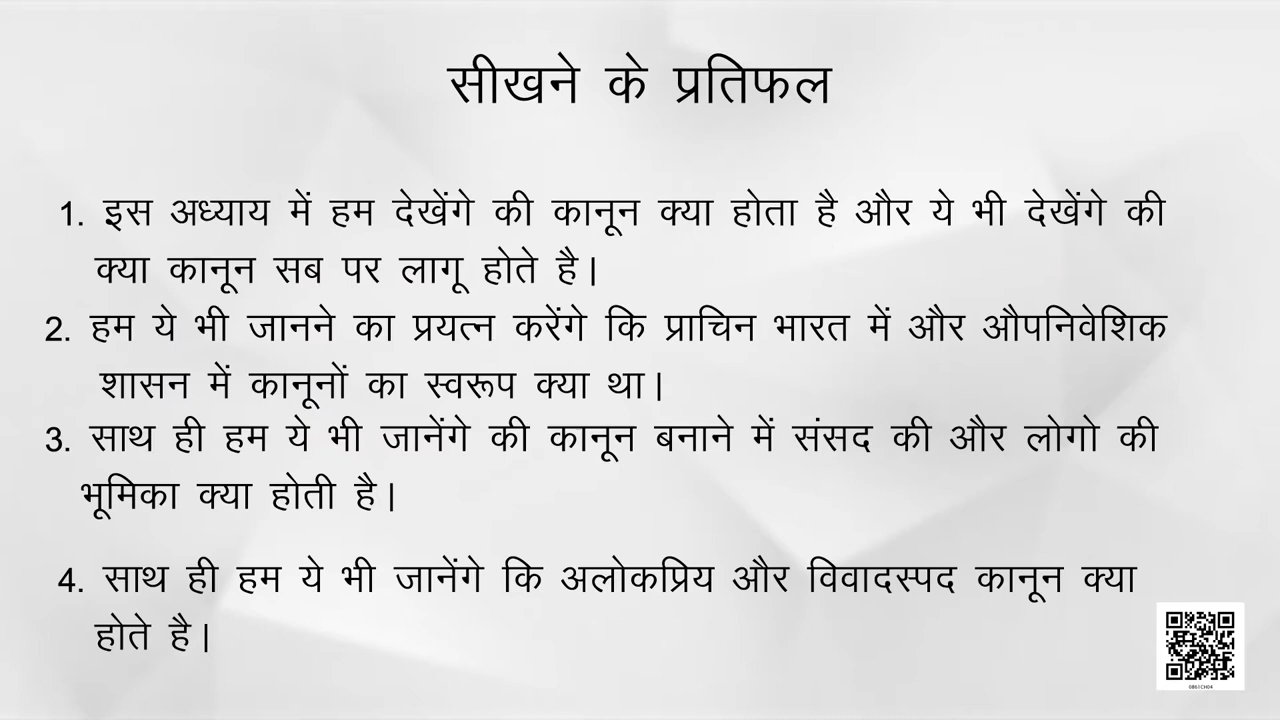 सीखने के प्रतिफल
1. इस अध्याय में हम देखेंगे की कानून क्या होता है और ये भी देखेंगे की
क्या कानून सब पर लागू होते है।
2. हम ये भी जानने का प्रयत्न करेंगे कि प्राचिन भारत में और औपनिवेशिक
शासन में कानूनों का स्वरूप क्या था।
3. साथ ही हम ये भी जानेंगे की कानून बनाने में संसद की और लोगो की
भूमिका क्या होती है।
4. साथ ही हम ये भी जानेंगे कि अलोकप्रिय और विवादस्पद कानून क्या
होते है।
0861CH04